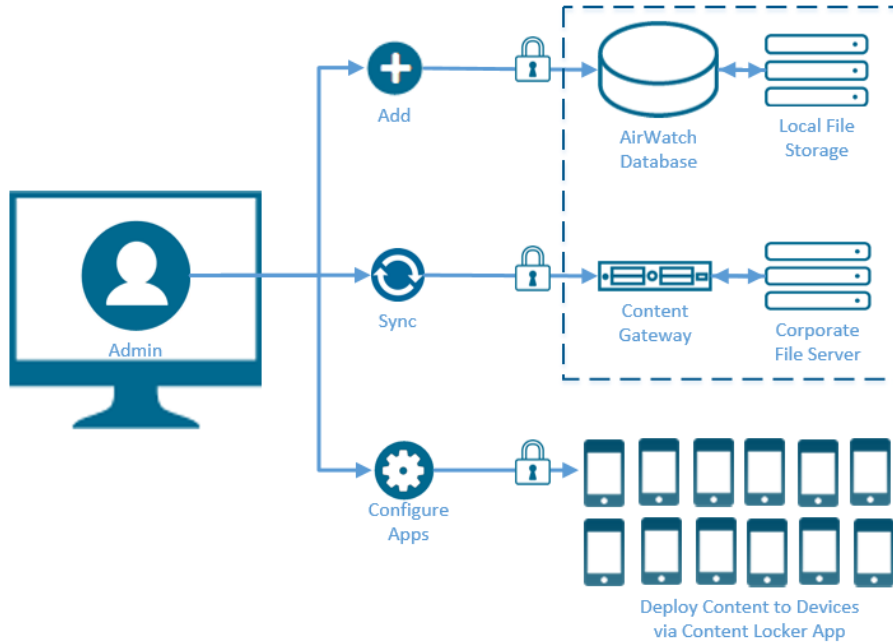 Add
AirWatch
Database
Local File
Storage
Admin
Sync
Content
Gateway
Corporate
File Server
Configure
Apps
Deploy Content to Devices
via Content Locker App